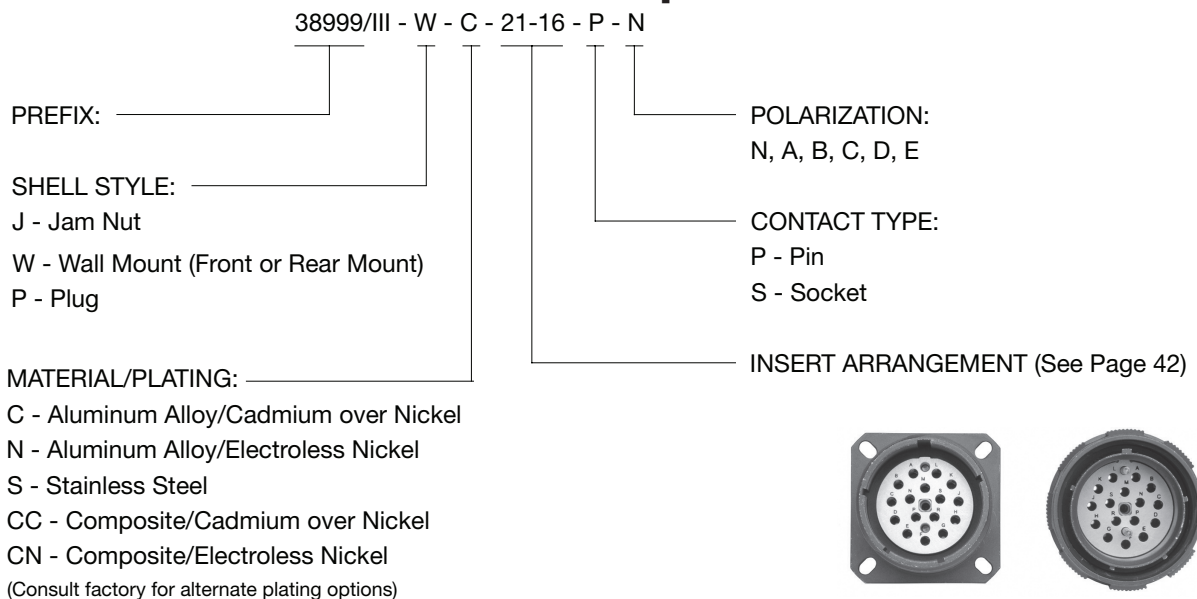 38999/III - W - C - 21-16 - P - N
PREFIX:
SHELL STYLE:
J - Jam Nut
W - Wall Mount (Front or Rear Mount)
P - Plug
MATERIAL/PLATING:
C - Aluminum Alloy/Cadmium over Nickel
N - Aluminum Alloy/Electroless Nickel
S - Stainless Steel
CC - Composite/Cadmium over Nickel
CN - Composite/Electroless Nickel
(Consult factory for alternate plating options)
POLARIZATION:
N, A, B, C, D, E
CONTACT TYPE:
P - Pin
S - Socket
INSERT ARRANGEMENT (See Page 42)